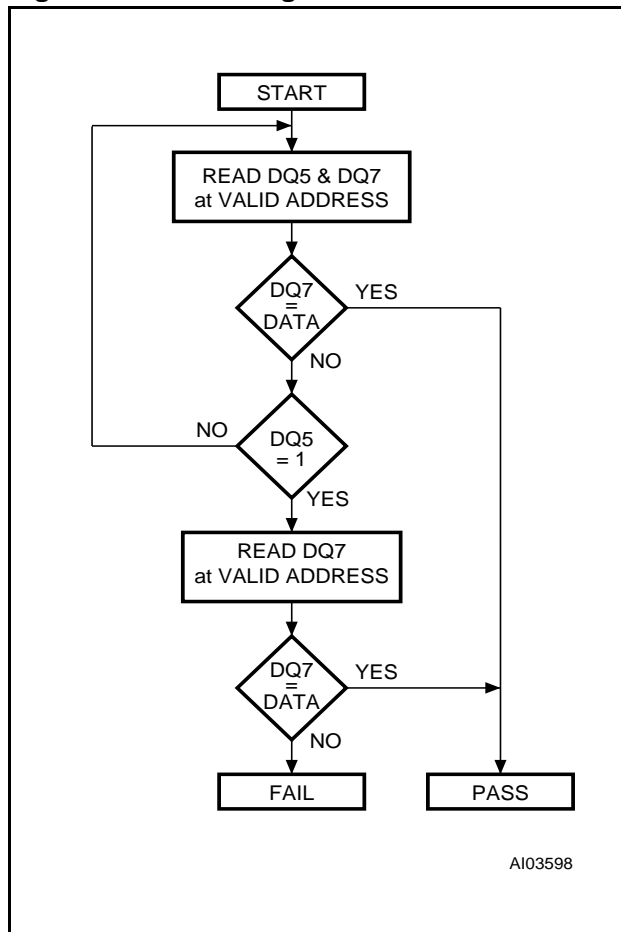 START
READ DQ5 & DQ7
at VALID ADDRESS
DQ7
=
DATA
YES
NO
NO
DQ5
= 1
YES
READ DQ7
at VALID ADDRESS
DQ7
=
DATA
YES
NO
FAIL
PASS
AI03598